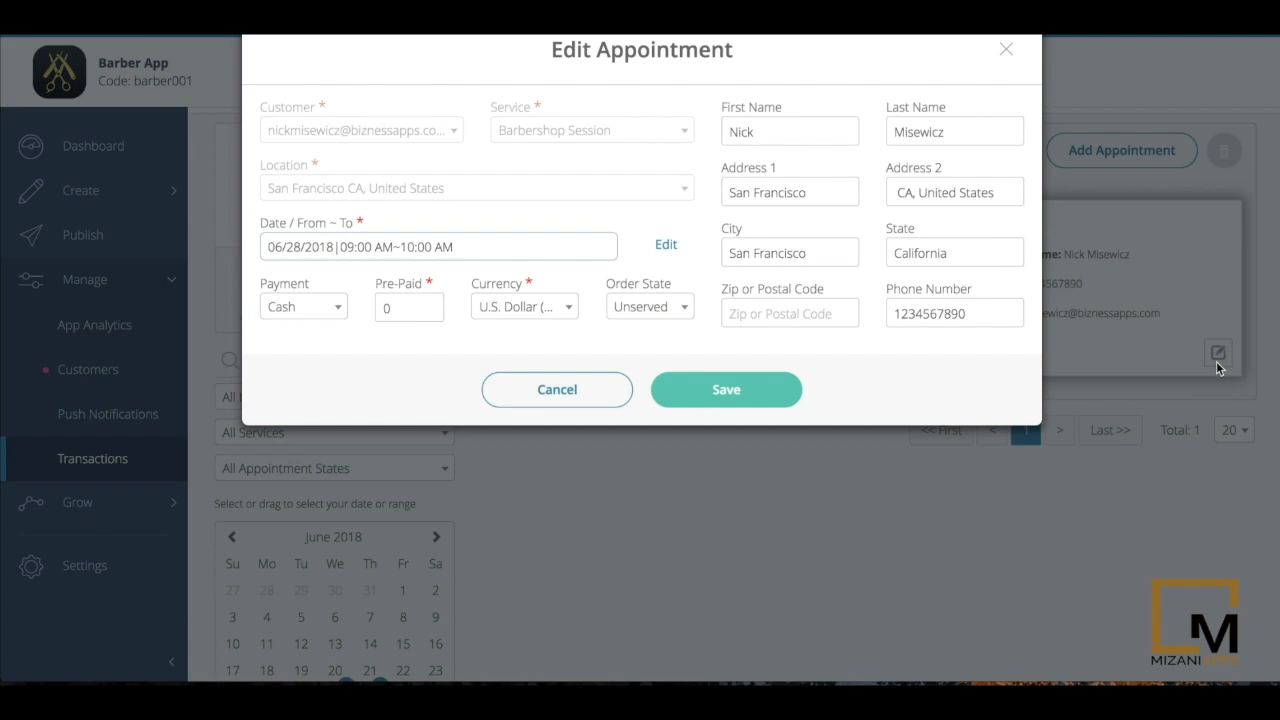 Edit Appointment
Barber App
Code: barber001
Customer *
nickmisewicz@biznessapps.co...
Service *
Barbershop Session
Location *
San Francisco CA, United States
Date / From ~ To *
06/28/2018|09:00 AM~10:00 AM
Edit
Payment
Cash
Pre-Paid *
0
Currency *
U.S. Dollar (...
Order State
Unserved
First Name
Nick
Last Name
Misewicz
Address 1
San Francisco
Address 2
CA, United States
City
San Francisco
State
California
Zip or Postal Code
Zip or Postal Code
Phone Number
1234567890
Cancel
Save
Dashboard
Create
Publish
Manage
App Analytics
Customers
Push Notifications
Transactions
Grow
Settings
Add Appointment
me: Nick Misewicz
4567890
ewicz@biznessapps.com
<< First < 1 > Last >> Total: 1 20
All
All Services
All Appointment States
Select or drag to select your date or range
June 2018
Su Mo Tu We Th Fr Sa
27 28 29 30 31 1 2
3 4 5 6 7 8 9
10 11 12 13 14 15 16
17 18 19 20 21 22 23
M
MIZANIAPPS